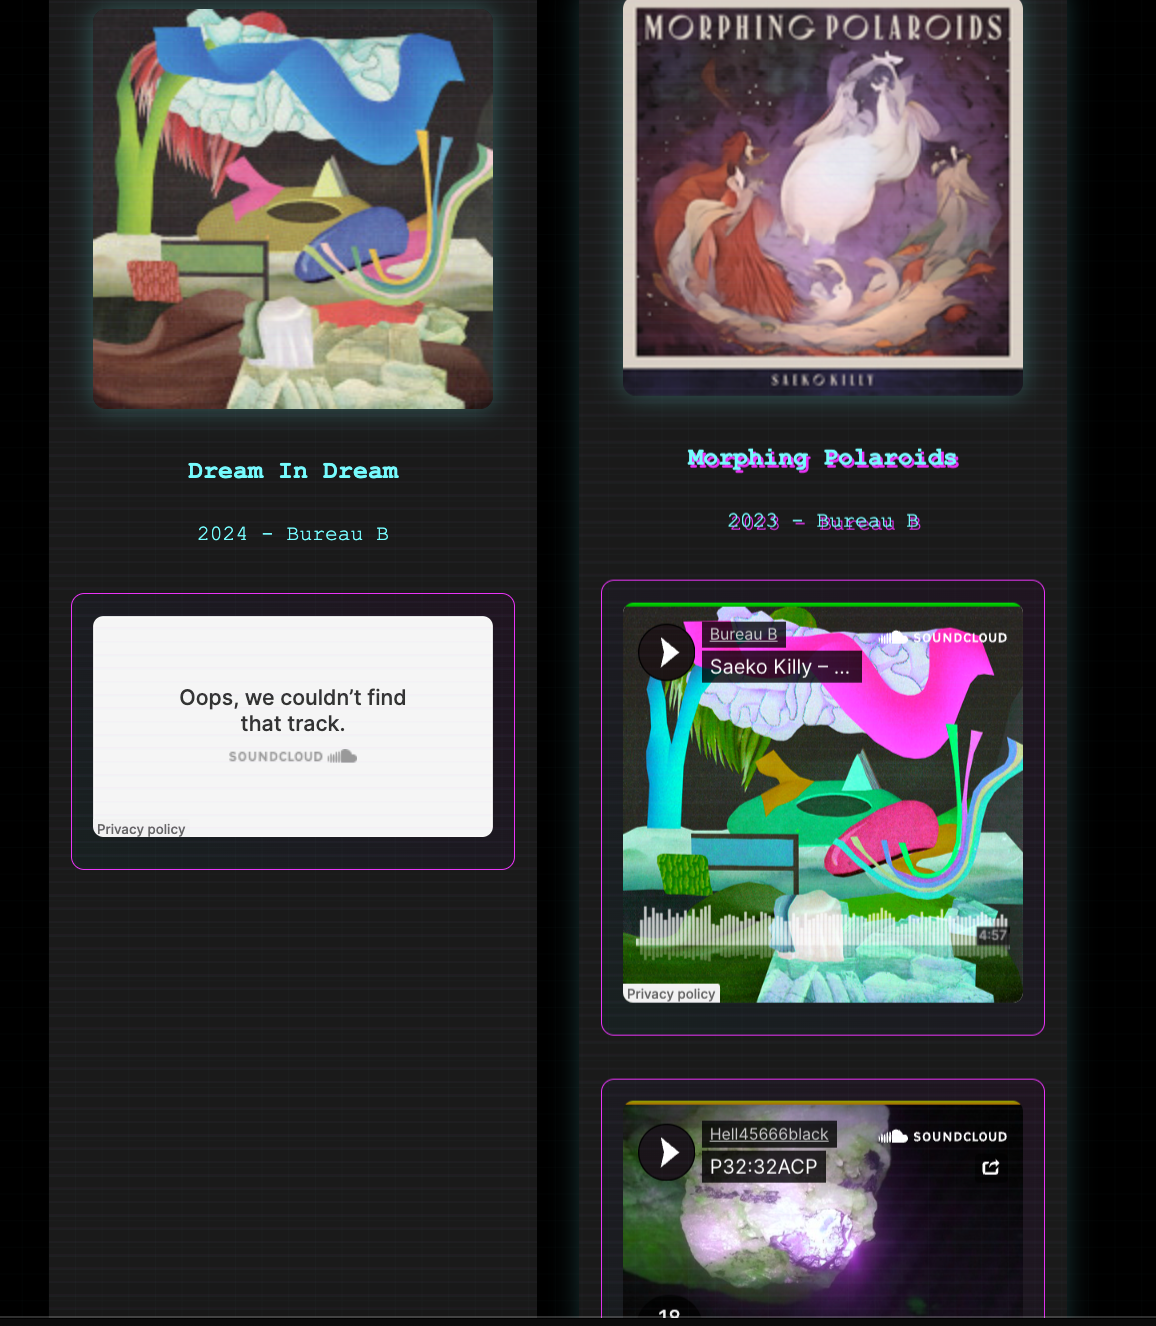 Dream In Dream
2024 - Bureau B
Oops, we couldn't find
that track.
SOUNDCLOUD
Privacy policy
MORPHING POLAROIDS
SAEKO KILLY
Morphing Polaroids
2023 - Bureau B
Bureau B
SOUNDCLOUD
Saeko Killy – ...
4:57
Privacy policy
Hell45666black
SOUNDCLOUD
P32:32ACP
18